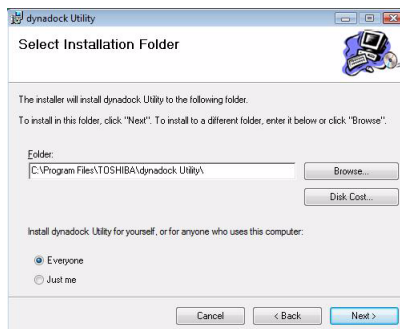 dynadock Utility
Select Installation Folder
The installer will install dynadock Utility to the following folder.
To install in this folder, click "Next". To install to a different folder, enter it below or click "Browse".
Folder:
C:\Program Files\TOSHIBA\dynadock Utility\
Browse...
Disk Cost...
Install dynadock Utility for yourself, or for anyone who uses this computer:
Everyone
Just me
Cancel
< Back
Next >